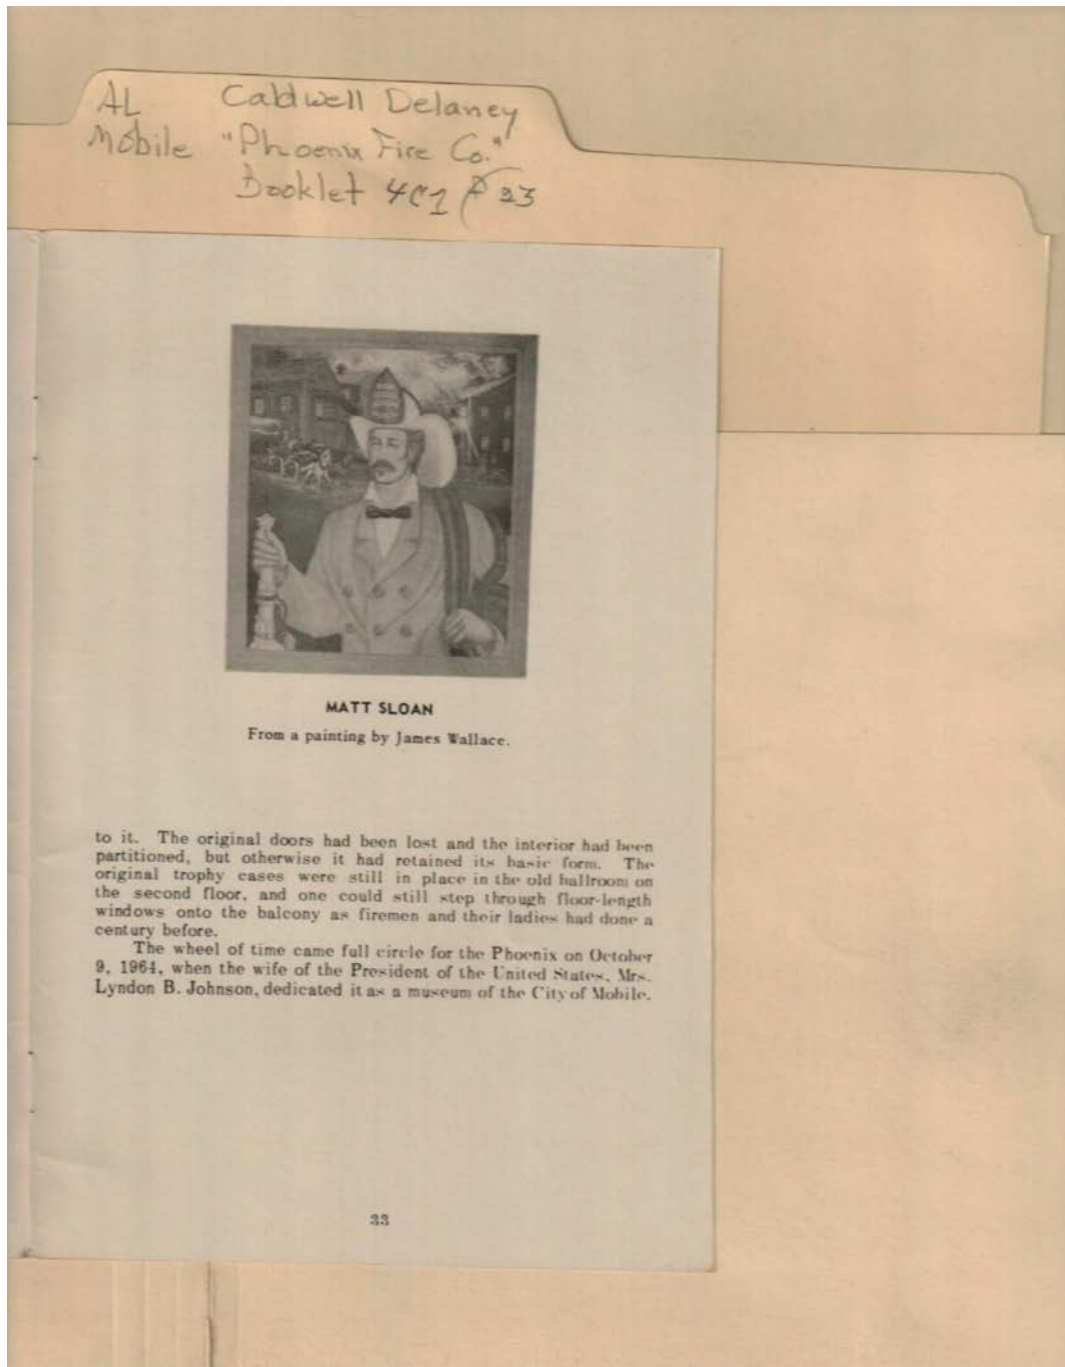 AL Caldwell Delaney
Mobile "Phoenix Fire Co."
Booklet 4C1 P 23
MATT SLOAN
From a painting by James Wallace.
to it. The original doors had been lost and the interior had been
partitioned, but otherwise it had retained its basic form. The
original trophy cases were still in place in the old ballroom on
the second floor, and one could still step through floor-length
windows onto the balcony as firemen and their ladies had done a
century before.
The wheel of time came full circle for the Phoenix on October
9, 1964, when the wife of the President of the United States, Mrs.
Lyndon B. Johnson, dedicated it as a museum of the City of Mobile.
33